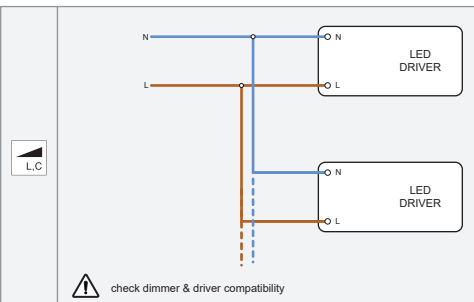 N
N
LED
DRIVER
L
L
L,C
N
LED
DRIVER
L
check dimmer & driver compatibility